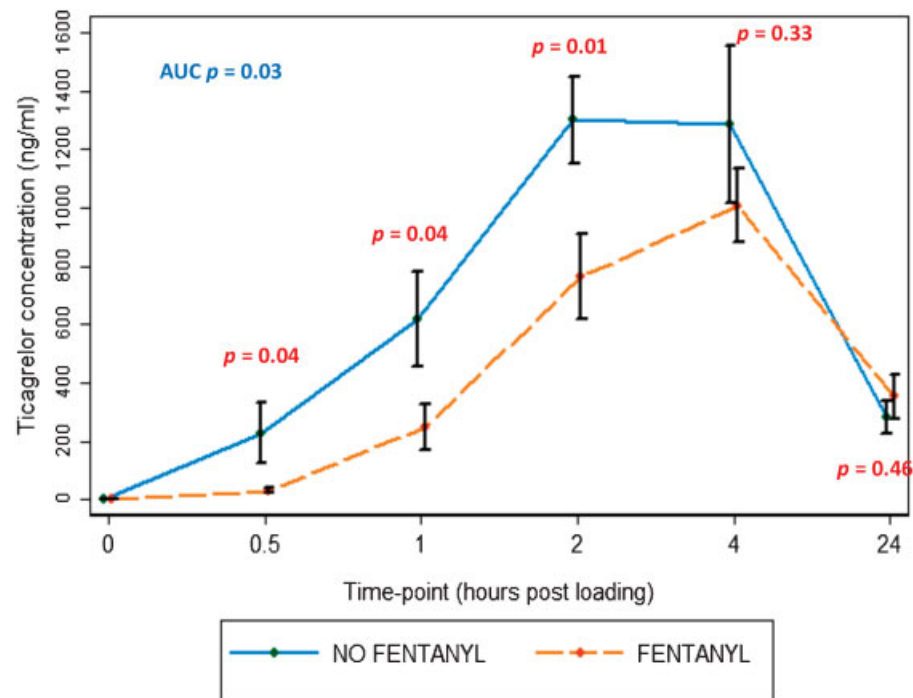 Ticagrelor concentration (ng/ml)
1600
1400
1200
1000
800
600
400
200
0
AUC p = 0.03
p = 0.04
p = 0.04
p = 0.01
p = 0.33
p = 0.46
0 0.5 1 2 4 24
Time-point (hours post loading)
NO FENTANYL FENTANYL